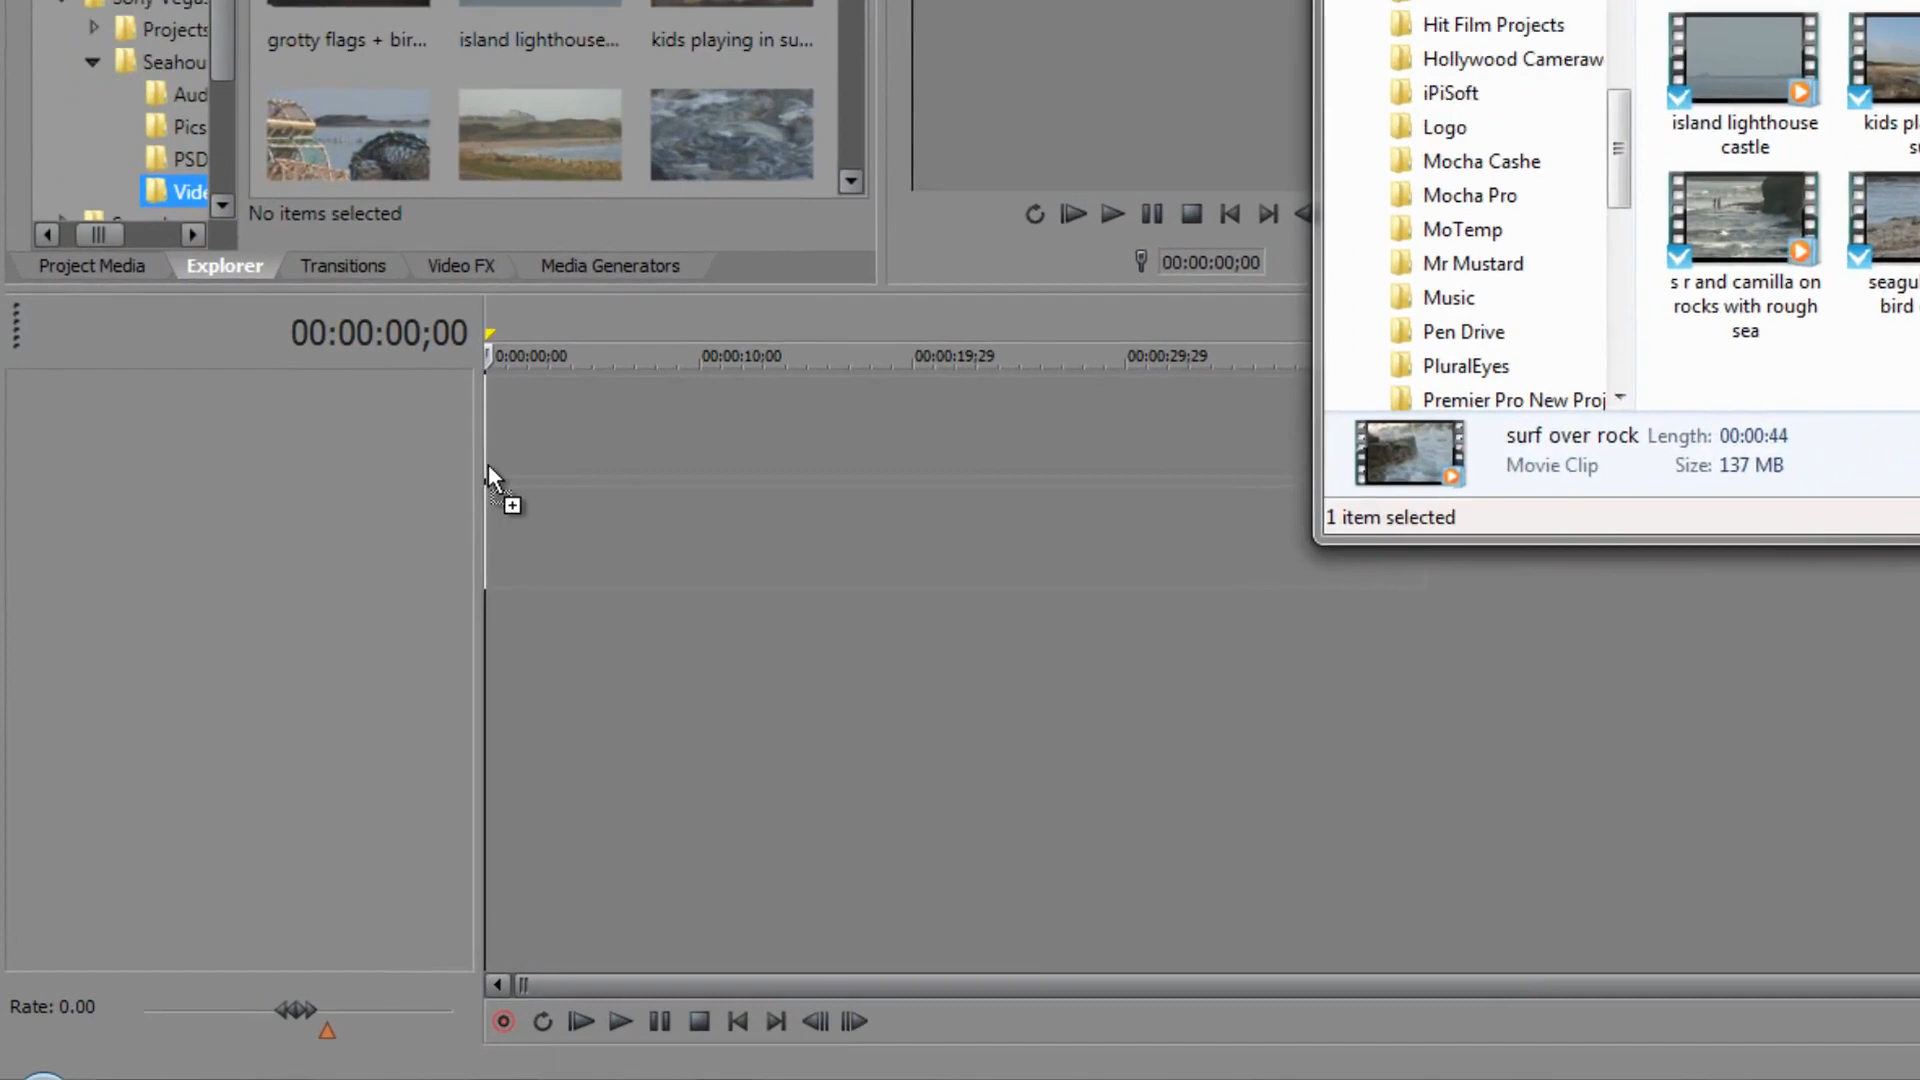 Projects
Seahou
Aud
Pics
PSD
Vide
grotty flags + bir...
island lighthouse...
kids playing in su...
No items selected
Project Media
Explorer
Transitions
Video FX
Media Generators
00:00:00;00
00:00:00;00
0:00:00;00
00:00:10;00
00:00:19;29
00:00:29;29
Hit Film Projects
Hollywood Cameraw
iPiSoft
Logo
Mocha Cashe
Mocha Pro
MoTemp
Mr Mustard
Music
Pen Drive
PluralEyes
Premier Pro New Proj
island lighthouse
castle
kids pl
s
s r and camilla on
rocks with rough
sea
seagu
bird
surf over rock
Length: 00:00:44
Movie Clip
Size: 137 MB
1 item selected
Rate: 0.00